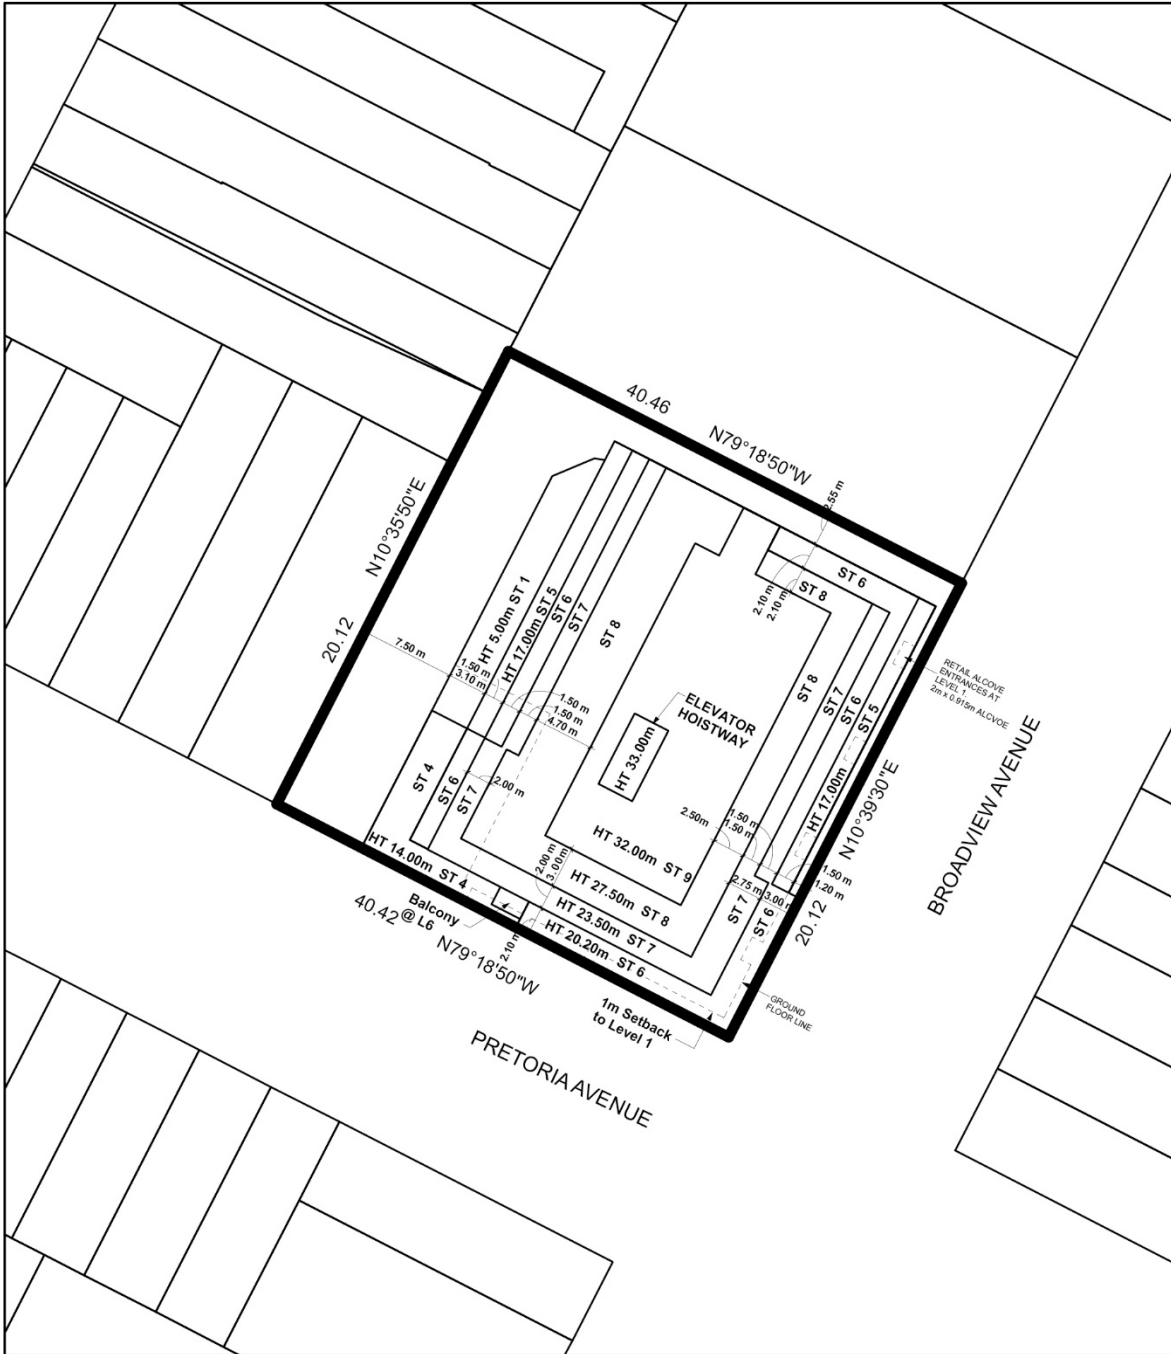 40.46
N79°18'50"W
2.55 m
ST 6
ST 8
2.10 m
2.10 m
N10°35'50"E
20.12
7.50 m
HT 5.00m ST 1
HT 17.00m ST 5
ST 6
ST 7
ST 8
1.50 m
3.10 m
1.50 m
1.50 m
4.70 m
ELEVATOR
HOISTWAY
HT 33.00m
ST 8
ST 7
ST 6
ST 5
HT 17.00m
RETAIL ALCOVE
ENTRANCES AT
LEVEL 1.
2m x 0.915m ALCVOE
N10°39'30"E
BROADVIEW AVENUE
ST 4
ST 6
ST 7
2.00 m
2.50m
1.50 m
1.50 m
HT 32.00m ST 9
1.50 m
1.20 m
2.75 m
3.00 m
20.12
ST 7
ST 6
HT 14.00m ST 4
2.00 m
3.00m
HT 27.50m ST 8
HT 23.50m ST 7
HT 20.20m ST 6
Balcony
@ L6
2.10 m
40.42
N79°18'50"W
1m Setback
to Level 1
GROUND
FLOOR LINE
PRETORIA AVENUE